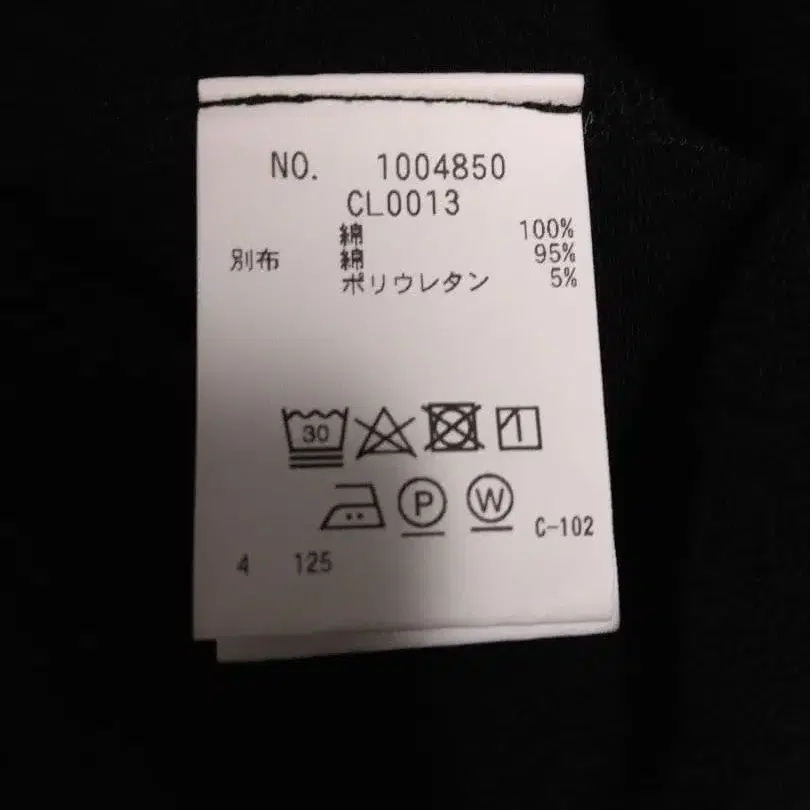 NO. 1004850
CL0013
綿 100%
別布 綿 95%
ポリウレタン 5%
30
P W C-102
4 125